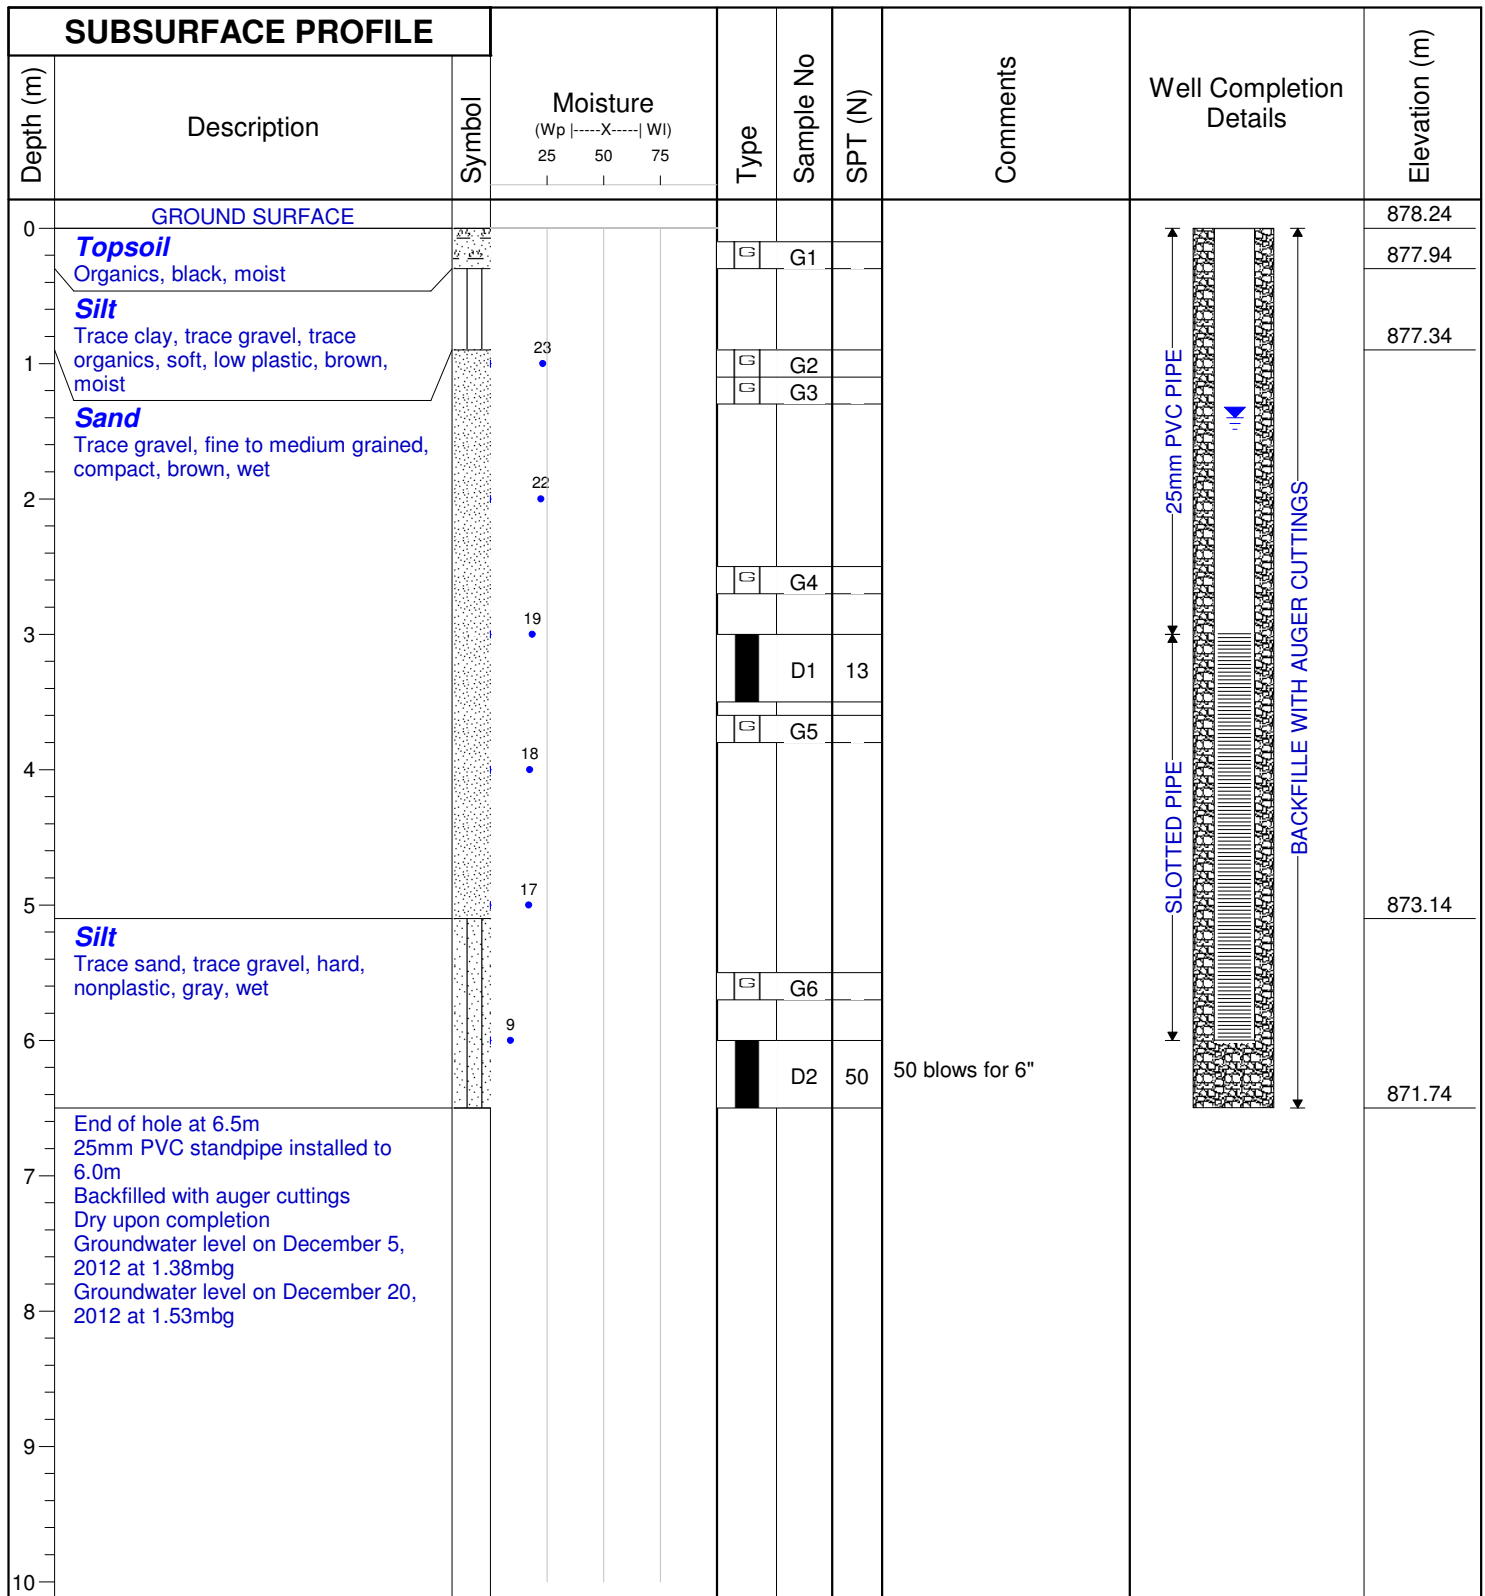 SUBSURFACE PROFILE
Depth (m)
Description
Symbol
Moisture
(Wp |-----X-----| Wl)
25 50 75
Type
Sample No
SPT (N)
Comments
Well Completion
Details
Elevation (m)
GROUND SURFACE
878.24
0
Topsoil
Organics, black, moist
G G1
877.94
Silt
Trace clay, trace gravel, trace
organics, soft, low plastic, brown,
moist
877.34
1
23
G G2
G G3
Sand
Trace gravel, fine to medium grained,
compact, brown, wet
25mm PVC PIPE
BACKFILLE WITH AUGER CUTTINGS
2
22
G G4
3
19
D1 13
G G5
4
18
SLOTTED PIPE
5
17
873.14
Silt
Trace sand, trace gravel, hard,
nonplastic, gray, wet
G G6
6
9
D2 50
50 blows for 6"
871.74
End of hole at 6.5m
25mm PVC standpipe installed to
6.0m
7
Backfilled with auger cuttings
Dry upon completion
Groundwater level on December 5,
2012 at 1.38mbg
Groundwater level on December 20,
2012 at 1.53mbg
8
9
10